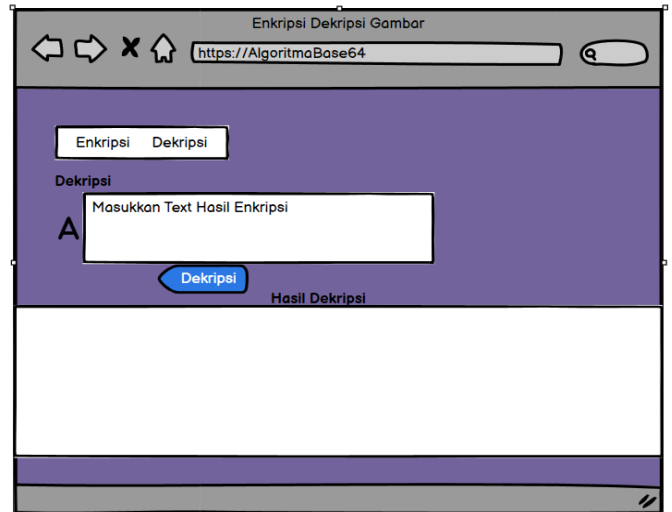 Enkripsi Dekripsi Gambar
https://AlgoritmaBase64
Enkripsi Dekripsi
Dekripsi
Masukkan Text Hasil Enkripsi
A
Dekripsi
Hasil Dekripsi